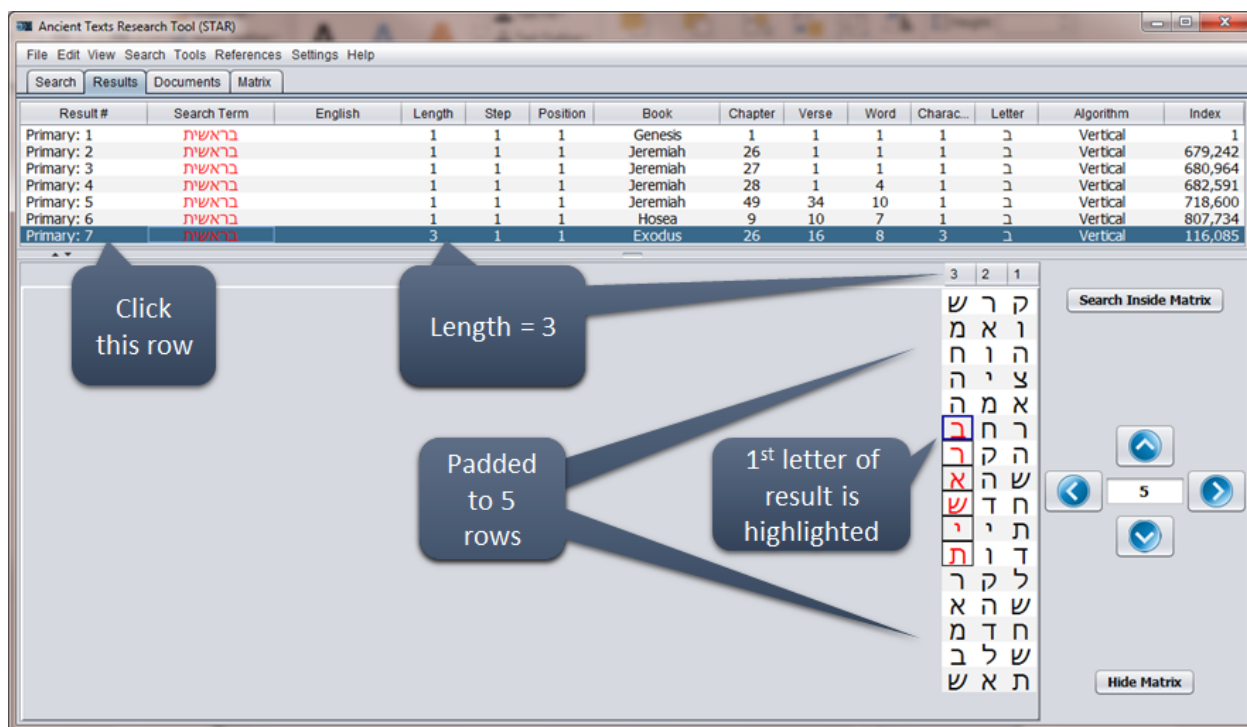 Ancient Texts Research Tool (STAR)
File Edit View Search Tools References Settings Help
Search Results Documents Matrix
Result # Search Term English Length Step Position Book Chapter Verse Word Charac... Letter Algorithm Index
Primary: 1 בראשית 1 1 1 Genesis 1 1 1 1 ב Vertical 1
Primary: 2 בראשית 1 1 1 Jeremiah 26 1 1 1 ב Vertical 679,242
Primary: 3 בראשית 1 1 1 Jeremiah 27 1 1 1 ב Vertical 680,964
Primary: 4 בראשית 1 1 1 Jeremiah 28 1 4 1 ב Vertical 682,591
Primary: 5 בראשית 1 1 1 Jeremiah 49 34 10 1 ב Vertical 718,600
Primary: 6 בראשית 1 1 1 Hosea 9 10 7 1 ב Vertical 807,734
Primary: 7 בראשית 3 1 1 Exodus 26 16 8 3 ב Vertical 116,085
Click
this row
Length = 3
Padded
to 5
rows
1st letter of
result is
highlighted
3 2 1
ק ר ש
ו א מ
ה ו ח
צ י ה
א מ ה
ר ח ב
ה ק ר
ש ה א
ח ד ש
ת י י
ד ו ת
ל ק ר
ש ה א
ח ד מ
ש ל ב
ת א ש
Search Inside Matrix
5
Hide Matrix